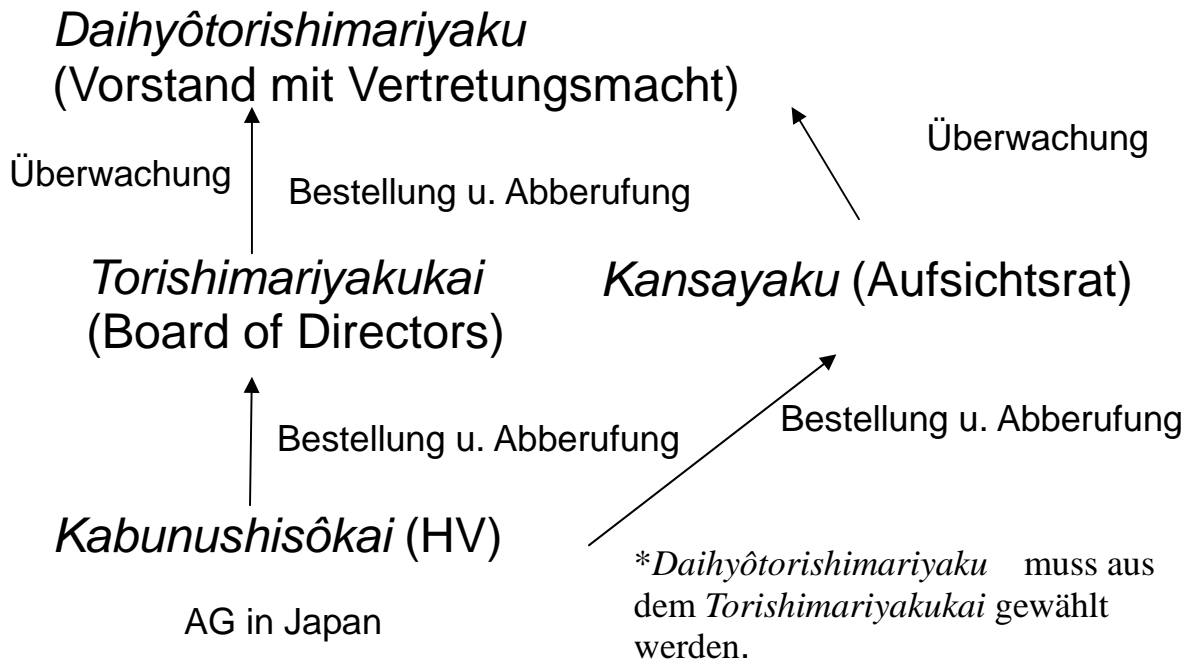 Daihyôtorishimariyaku
(Vorstand mit Vertretungsmacht)
Überwachung
Bestellung u. Abberufung
Überwachung
Torishimariyakukai
(Board of Directors)
Kansayaku (Aufsichtsrat)
Bestellung u. Abberufung
Bestellung u. Abberufung
Kabunushisôkai (HV)
AG in Japan
*Daihyôtorishimariyaku muss aus
dem Torishimariyakukai gewählt
werden.